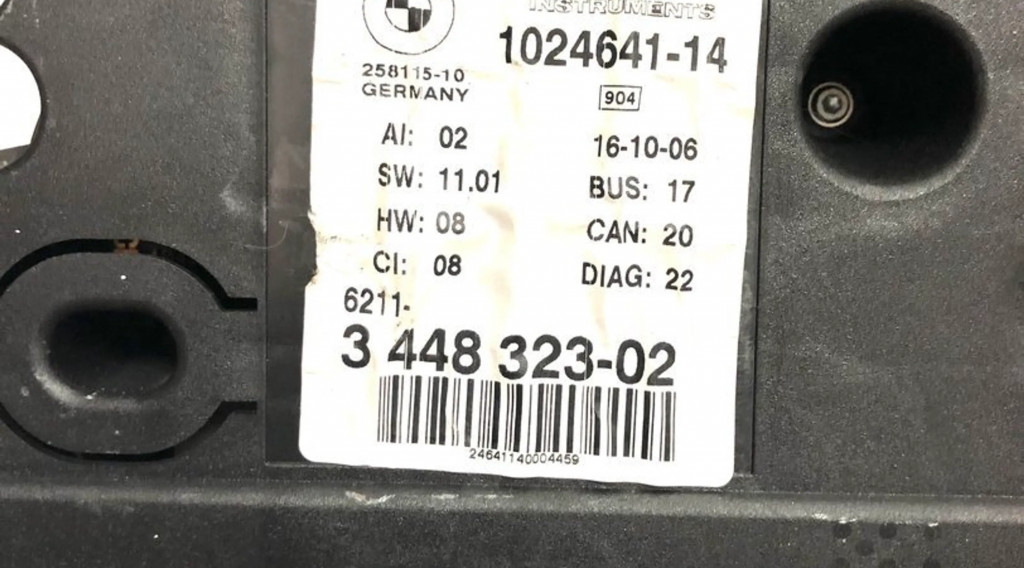 INSTRUMENTS
1024641-14
258115-10
GERMANY
904
AI: 02
16-10-06
SW: 11.01
BUS: 17
HW: 08
CAN: 20
CI: 08
DIAG: 22
6211-
3 448 323-02
24641140004459